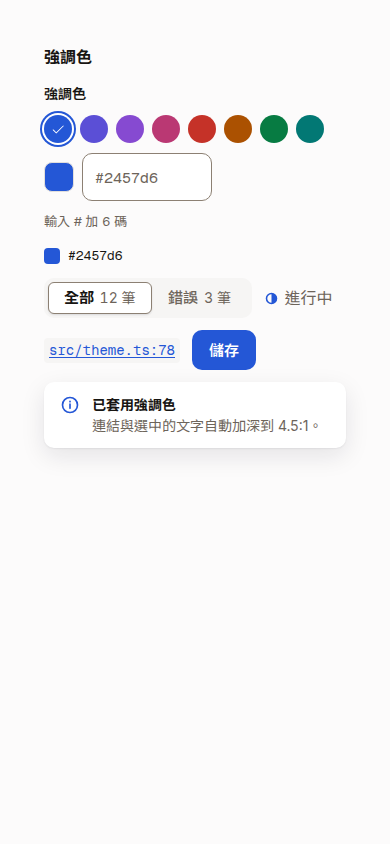 強調色
強調色
#2457d6
輸入 # 加 6 碼
#2457d6
全部 12 筆 錯誤 3 筆 進行中
src/theme.ts:78 儲存
已套用強調色
連結與選中的文字自動加深到 4.5:1。